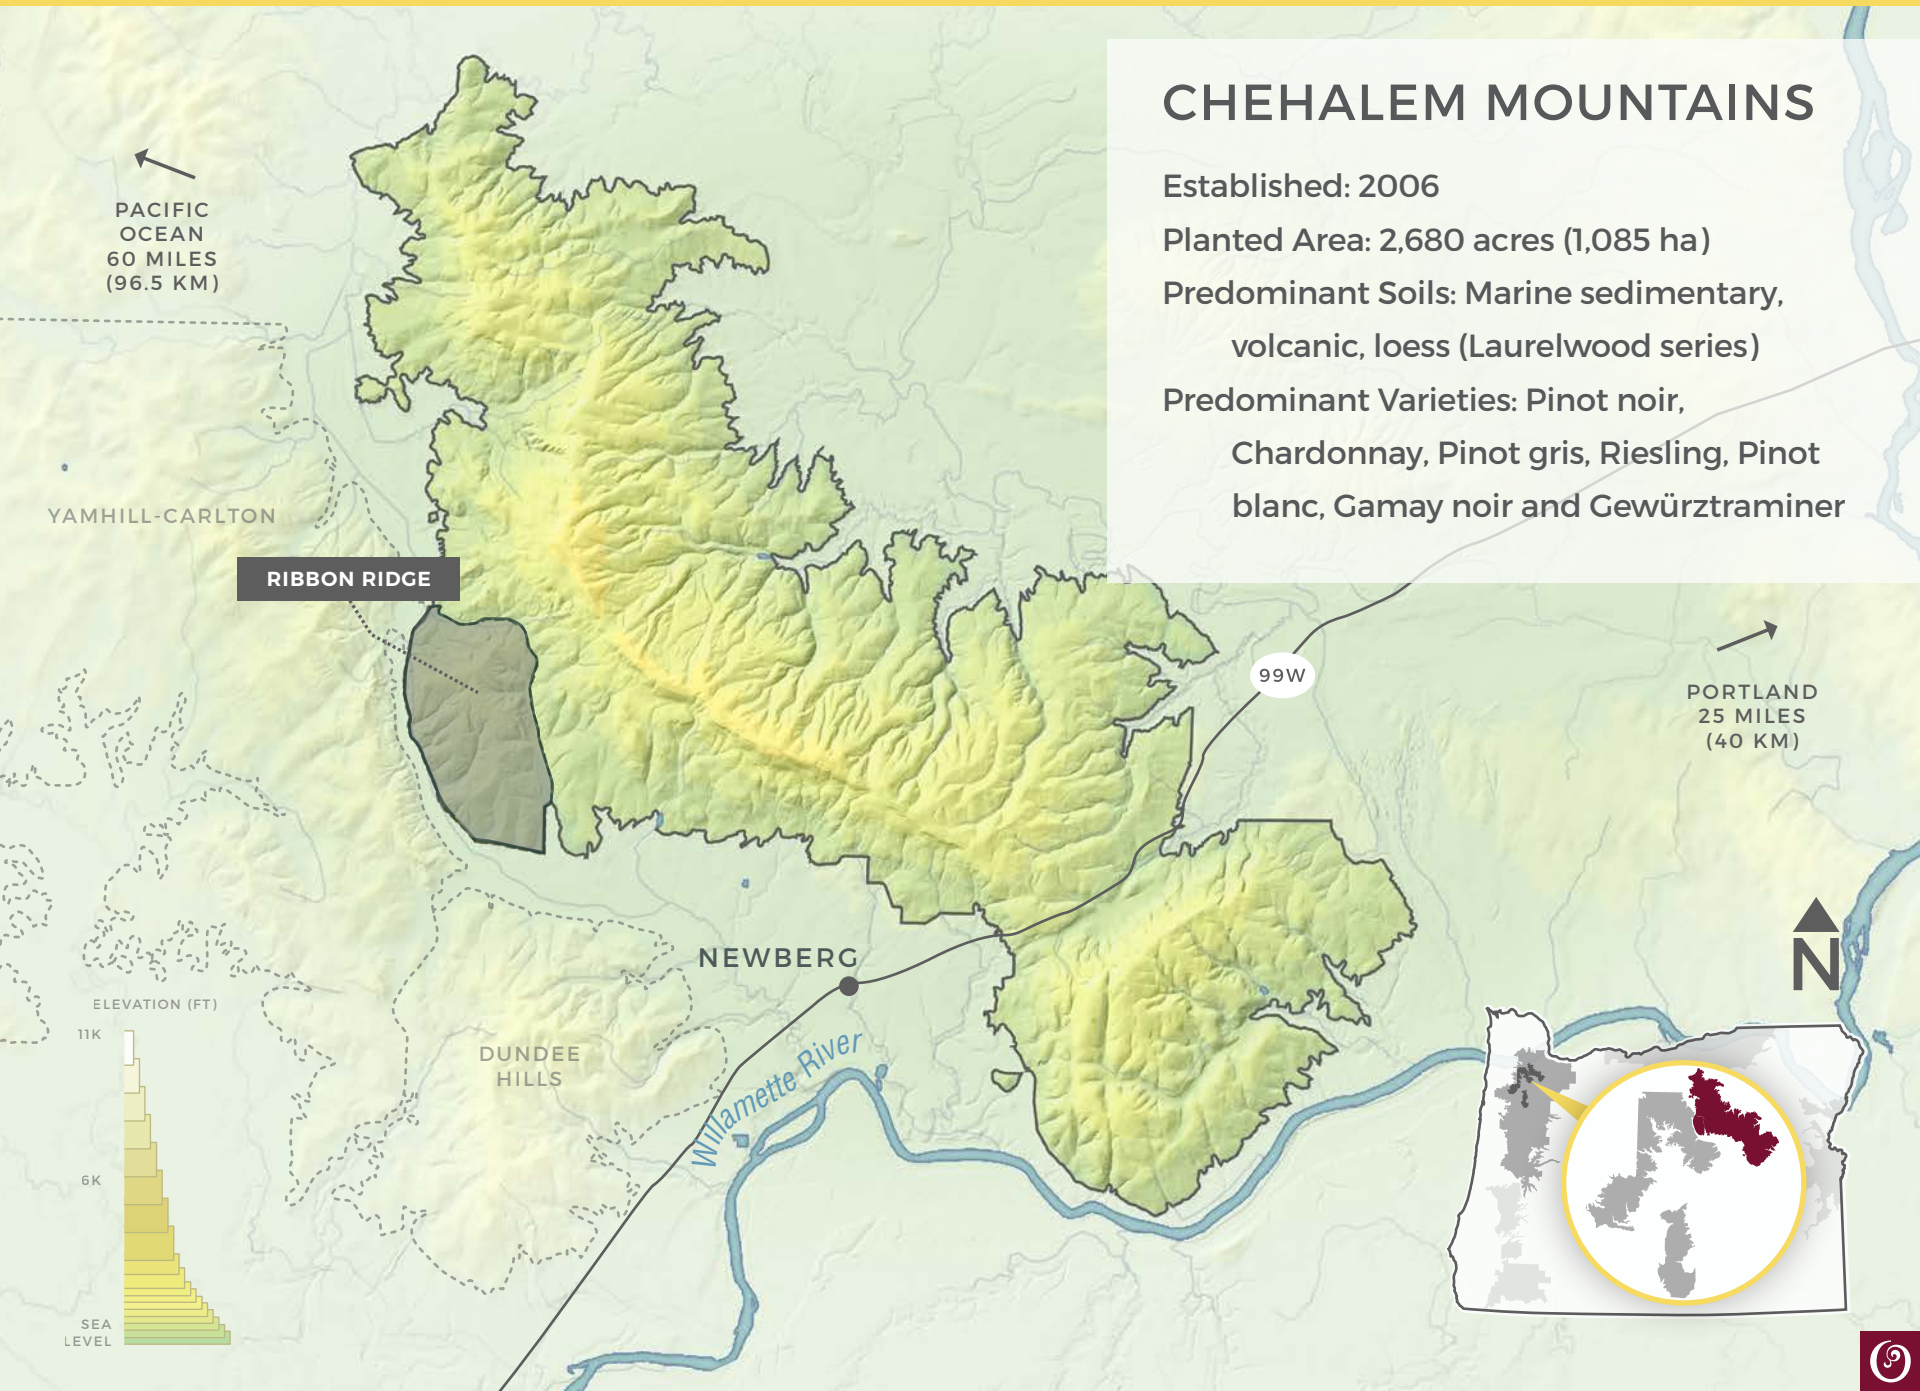 CHEHALEM MOUNTAINS
Established: 2006
Planted Area: 2,680 acres (1,085 ha)
Predominant Soils: Marine sedimentary,
volcanic, loess (Laurelwood series)
Predominant Varieties: Pinot noir,
Chardonnay, Pinot gris, Riesling, Pinot
blanc, Gamay noir and Gewürztraminer
PACIFIC
OCEAN
60 MILES
(96.5 KM)
YAMHILL-CARLTON
RIBBON RIDGE
99W
PORTLAND
25 MILES
(40 KM)
NEWBERG
N
DUNDEE
HILLS
Willamette River
ELEVATION (FT)
11K
6K
SEA
LEVEL